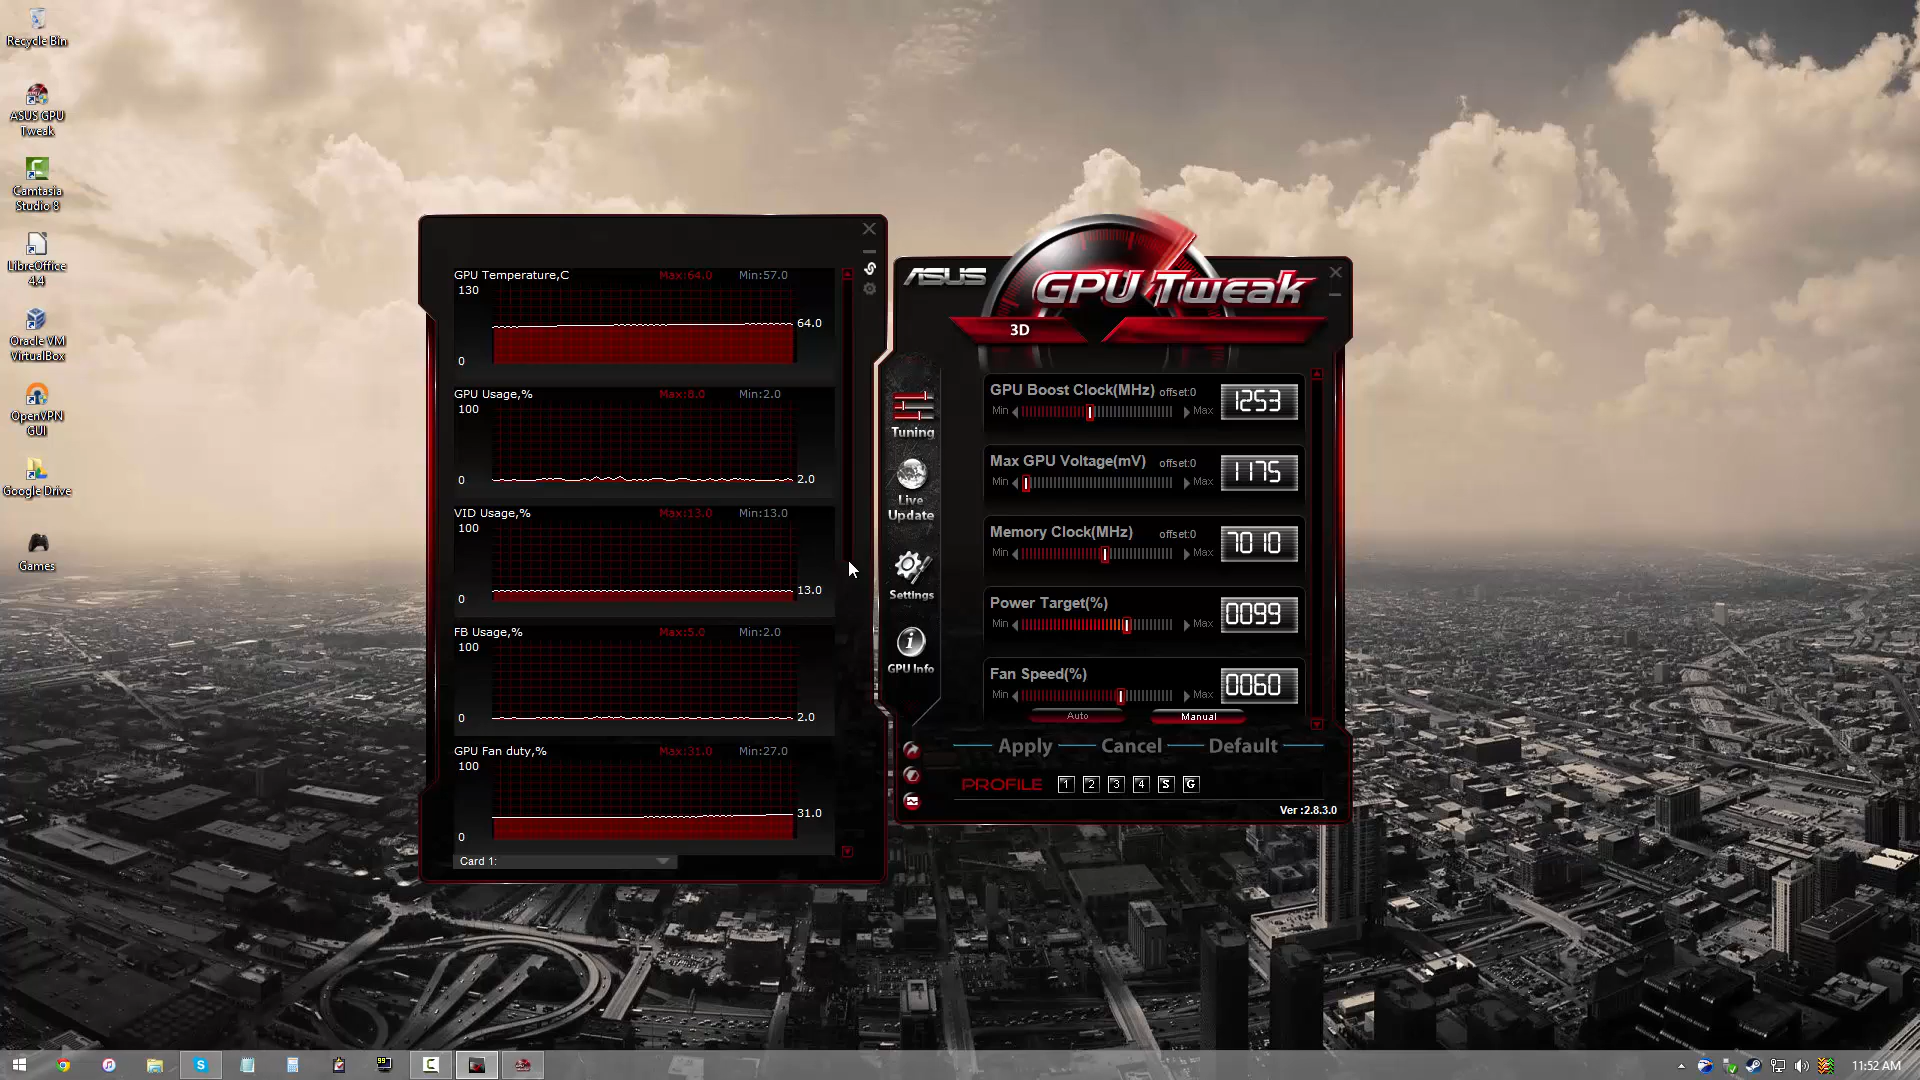 Recycle Bin
ASUS GPU
Tweak
Camtasia
Studio 8
LibreOffice
4.4
Oracle VM
VirtualBox
OpenVPN
GUI
Google Drive
Games
GPU Temperature,C Max:64.0 Min:57.0
130
64.0
0
GPU Usage,% Max:8.0 Min:2.0
100
0
2.0
VID Usage,% Max:13.0 Min:13.0
100
13.0
0
FB Usage,% Max:5.0 Min:2.0
100
0
2.0
GPU Fan duty,% Max:31.0 Min:27.0
100
31.0
0
Card 1:
ASUS
GPU Tweak
3D
Tuning
Live
Update
Settings
GPU Info
GPU Boost Clock(MHz) offset:0
Min Max
1253
Max GPU Voltage(mV) offset:0
Min Max
1175
Memory Clock(MHz) offset:0
Min Max
7010
Power Target(%)
Min Max
0099
Fan Speed(%)
Min Max
0060
Auto Manual
Apply Cancel Default
PROFILE 1 2 3 4 S G
Ver :2.8.3.0
99
11:52 AM